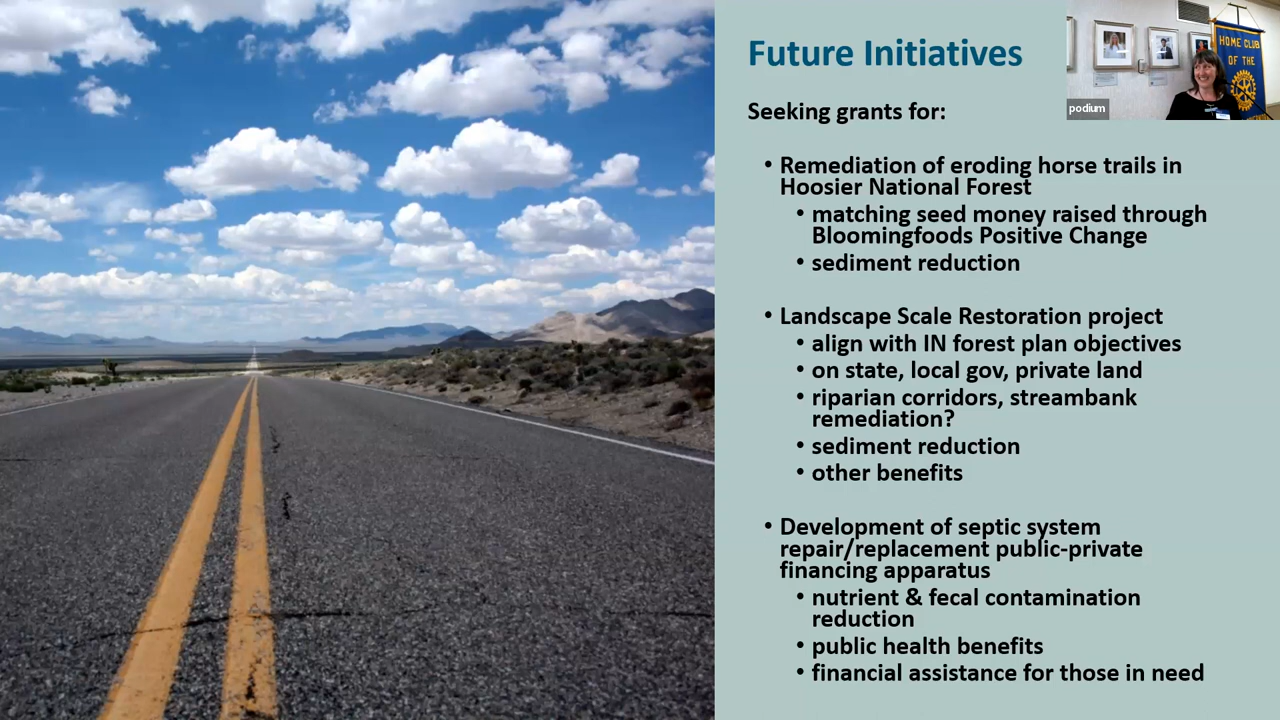 Future Initiatives
Seeking grants for:
• Remediation of eroding horse trails in
Hoosier National Forest
• matching seed money raised through
Bloomingfoods Positive Change
• sediment reduction
• Landscape Scale Restoration project
• align with IN forest plan objectives
• on state, local gov, private land
• riparian corridors, streambank
remediation?
• sediment reduction
• other benefits
• Development of septic system
repair/replacement public-private
financing apparatus
• nutrient & fecal contamination
reduction
• public health benefits
• financial assistance for those in need
podium
HOME CLUB
OF THE